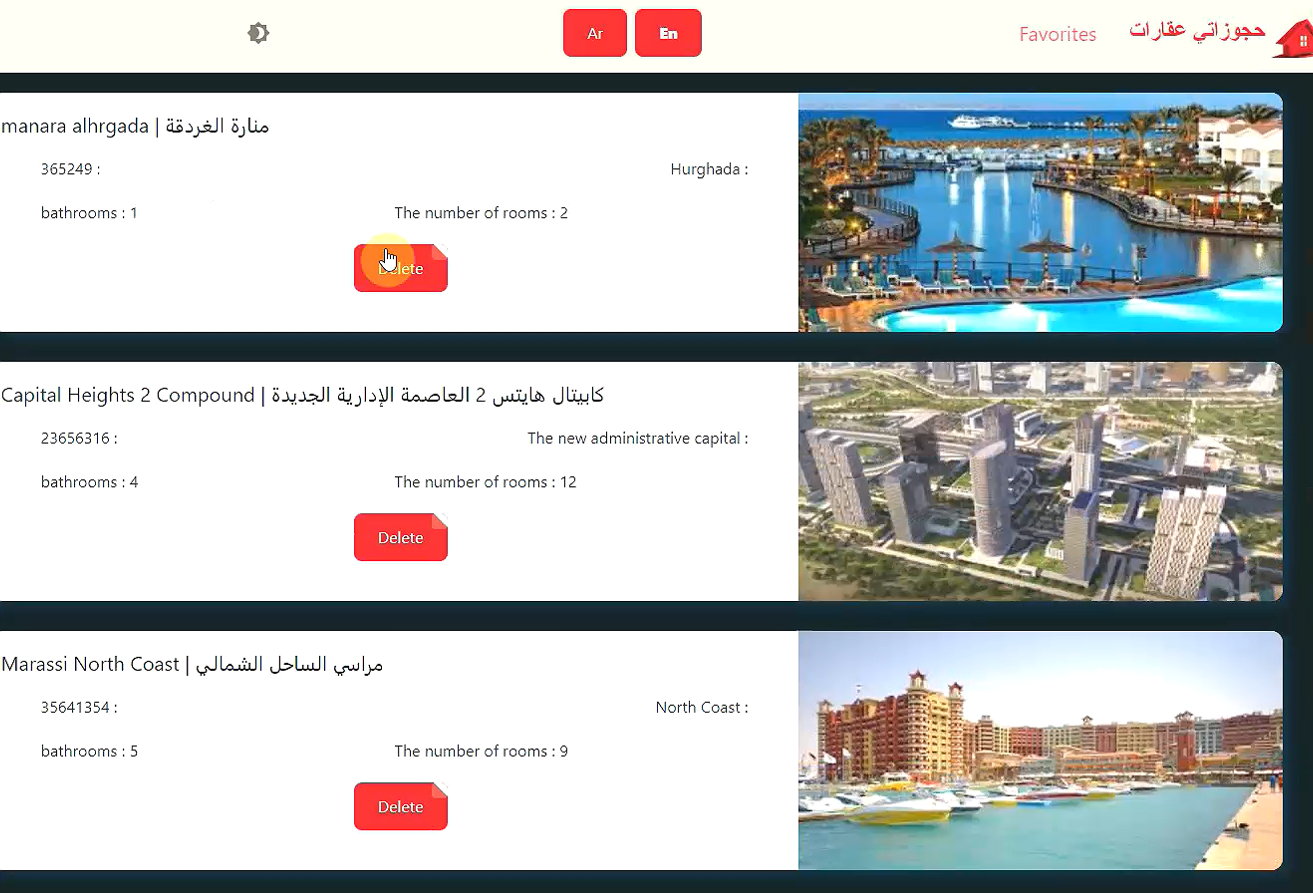 Ar
En
Favorites
حجوزاتي عقارات
manara alhrgada | منارة الغردقة
365249 :
Hurghada :
bathrooms : 1
The number of rooms : 2
Delete
Capital Heights 2 Compound | كابيتال هايتس 2 العاصمة الإدارية الجديدة
23656316 :
The new administrative capital :
bathrooms : 4
The number of rooms : 12
Delete
Marassi North Coast | مراسي الساحل الشمالي
35641354 :
North Coast :
bathrooms : 5
The number of rooms : 9
Delete